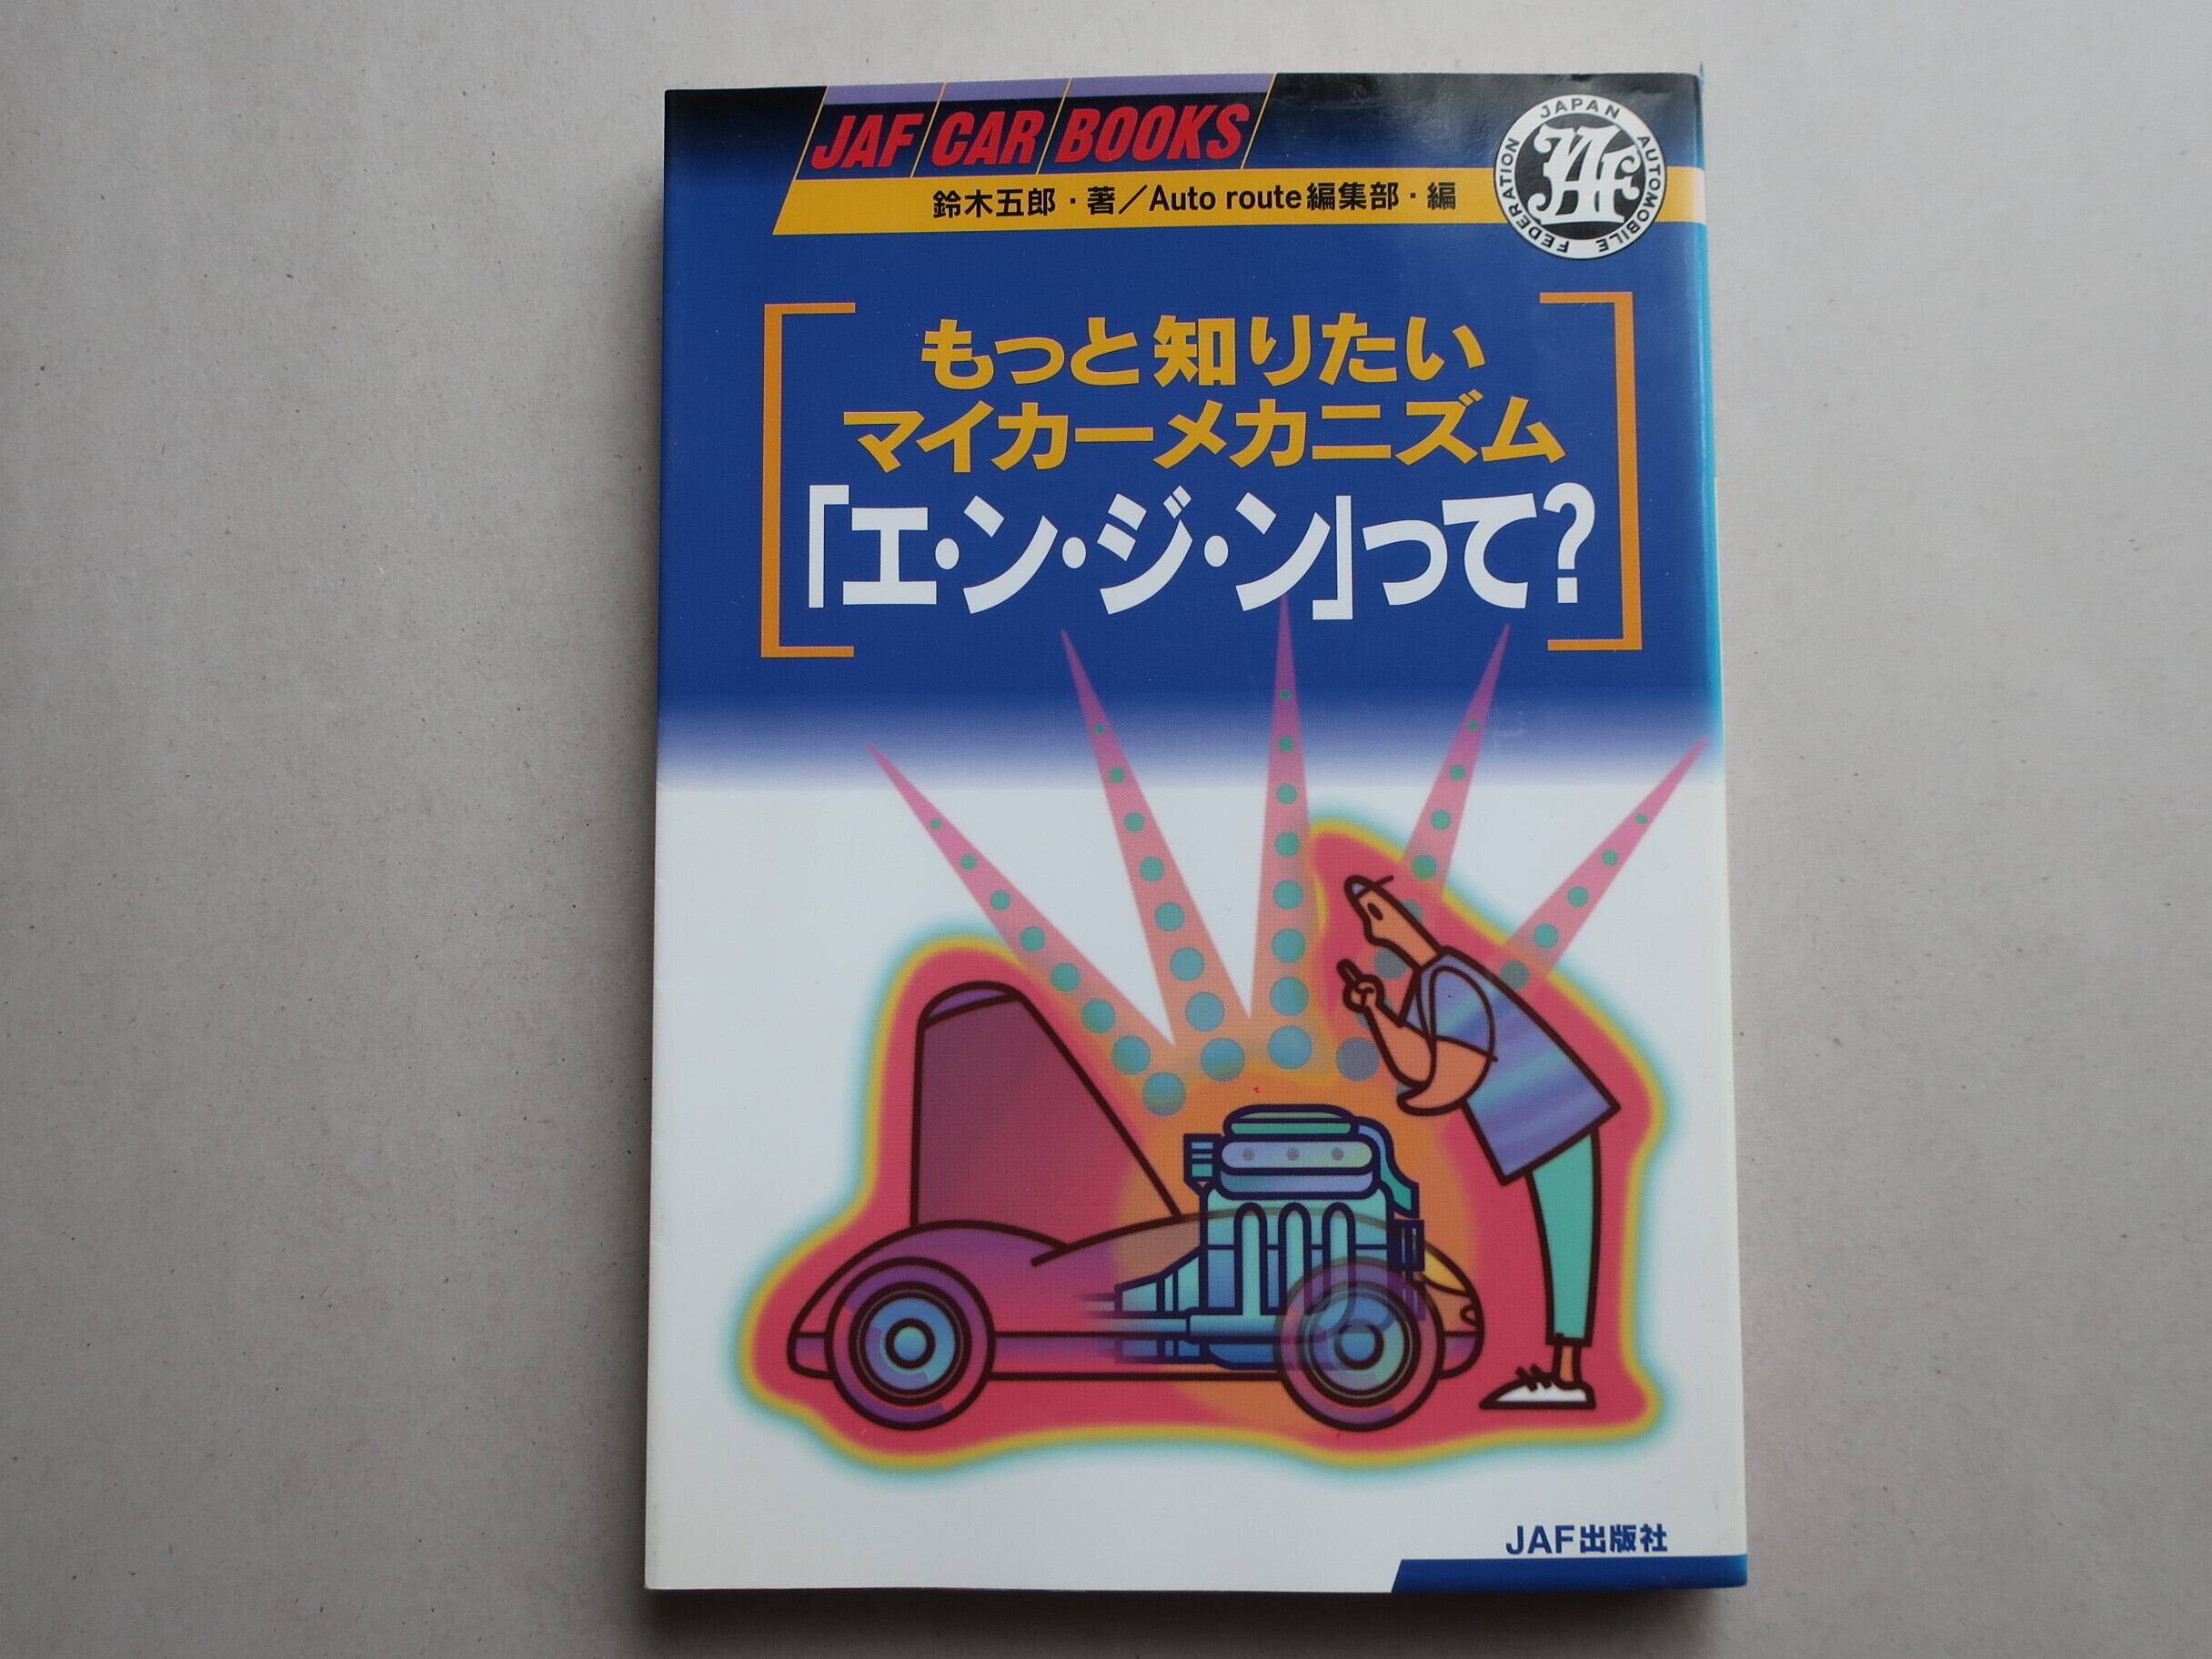 JAF CAR BOOKS
鈴木五郎・著／Auto route編集部・編
JAPAN AUTOMOBILE FEDERATION
JAF
もっと知りたい
マイカーメカニズム
「エ・ン・ジ・ン」って?
JAF出版社